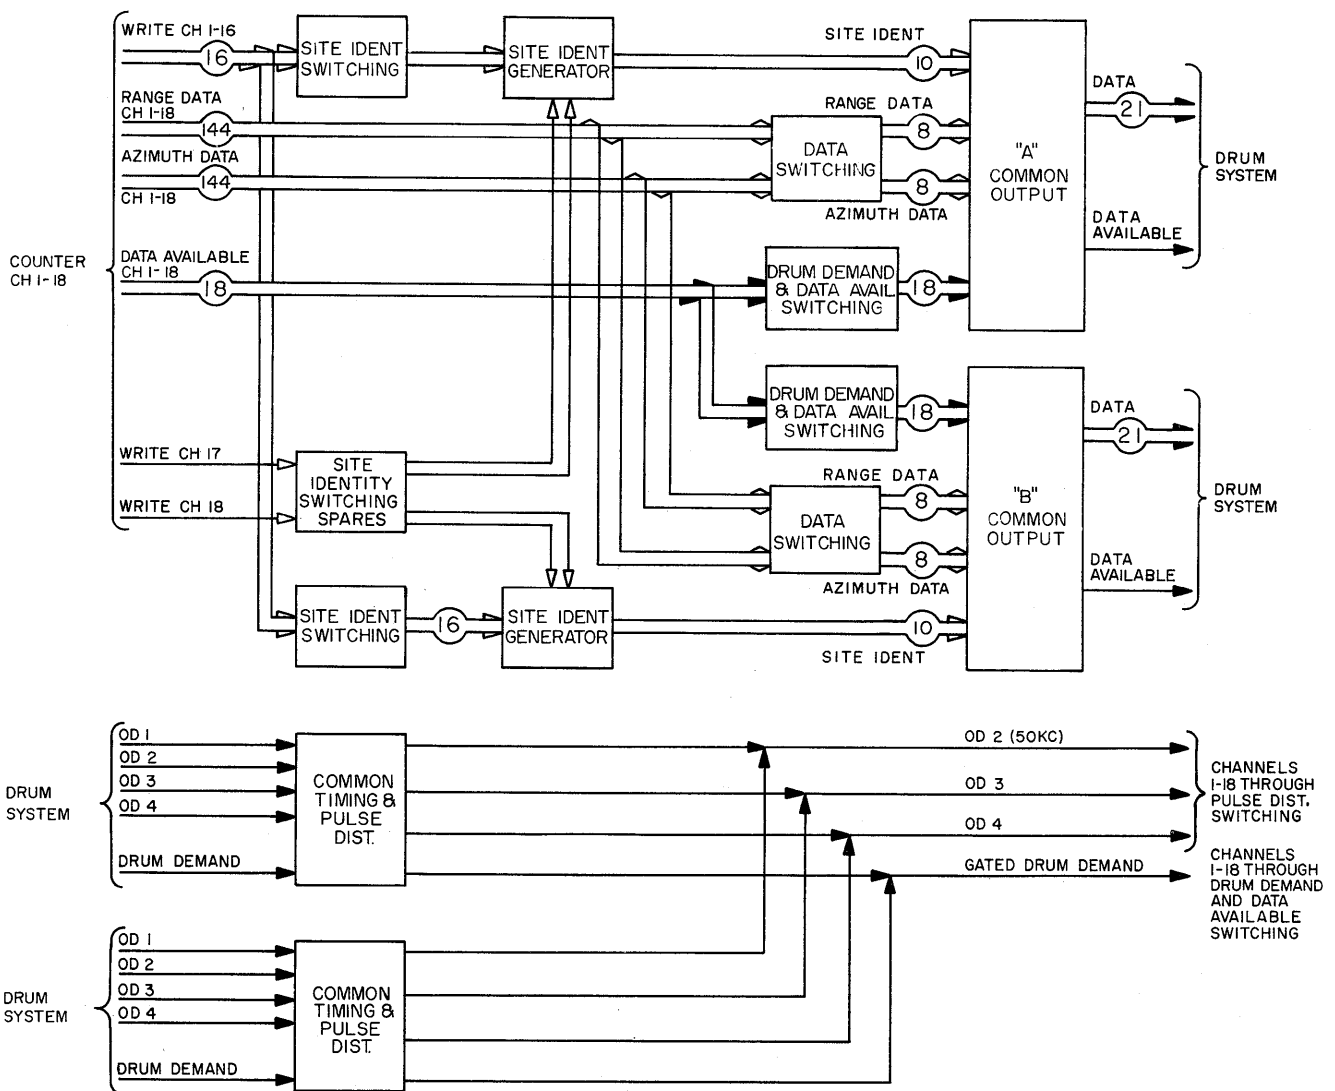 WRITE CH 1-16
16
SITE IDENT
SWITCHING
SITE IDENT
GENERATOR
SITE IDENT
10
RANGE DATA
CH 1-18
144
AZIMUTH DATA
144
CH 1-18
RANGE DATA
8
DATA
SWITCHING
8
AZIMUTH DATA
"A"
COMMON
OUTPUT
DATA
21
DATA
AVAILABLE
DRUM
SYSTEM
COUNTER
CH 1-18
DATA AVAILABLE
CH 1-18
18
DRUM DEMAND
& DATA AVAIL.
SWITCHING
18
DRUM DEMAND
& DATA AVAIL
SWITCHING
18
WRITE CH 17
WRITE CH 18
SITE
IDENTITY
SWITCHING
SPARES
RANGE DATA
8
DATA
SWITCHING
8
AZIMUTH DATA
"B"
COMMON
OUTPUT
DATA
21
DATA
AVAILABLE
DRUM
SYSTEM
SITE IDENT
SWITCHING
16
SITE IDENT
GENERATOR
10
SITE IDENT
DRUM
SYSTEM
OD 1
OD 2
OD 3
OD 4
DRUM DEMAND
COMMON
TIMING &
PULSE
DIST.
OD 2 (50KC)
OD 3
OD 4
GATED DRUM DEMAND
CHANNELS
1-18 THROUGH
PULSE DIST.
SWITCHING
CHANNELS
1-18 THROUGH
DRUM DEMAND
AND DATA
AVAILABLE
SWITCHING
DRUM
SYSTEM
OD 1
OD 2
OD 3
OD 4
DRUM DEMAND
COMMON
TIMING &
PULSE
DIST.